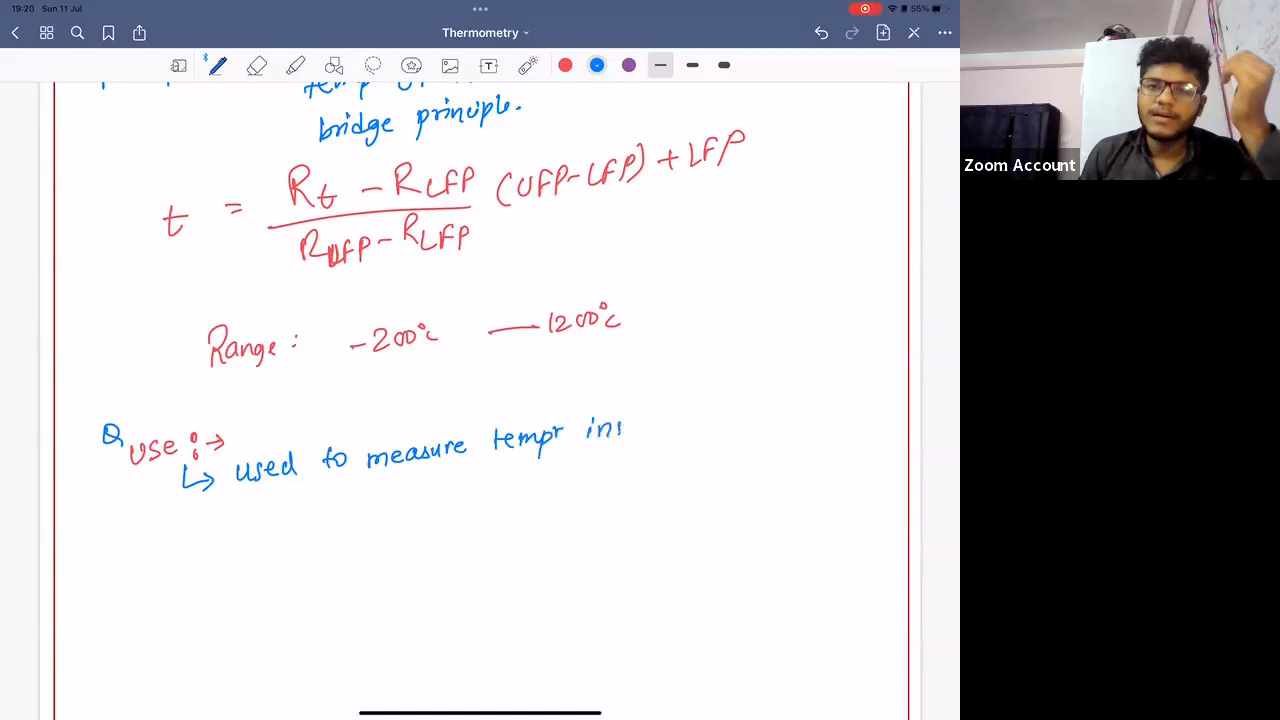 19:20 Sun 11 Jul
55%
Thermometry
Zoom Account
bridge principle.
t = Rt - RLFP / RUFP - RLFP (UFP-LFP) + LFP
Range: -200°C — 1200°C
Q use :→
↳ used to measure tempr